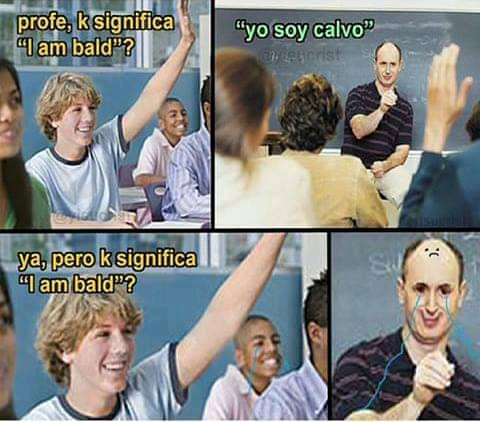 profe, k significa
"I am bald"?
"yo soy calvo"
ya, pero k significa
"I am bald"?